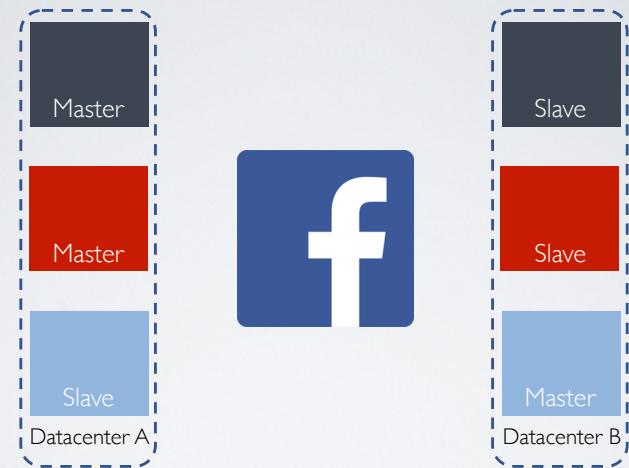 Master
Master
Slave
Datacenter A
f
Slave
Slave
Master
Datacenter B